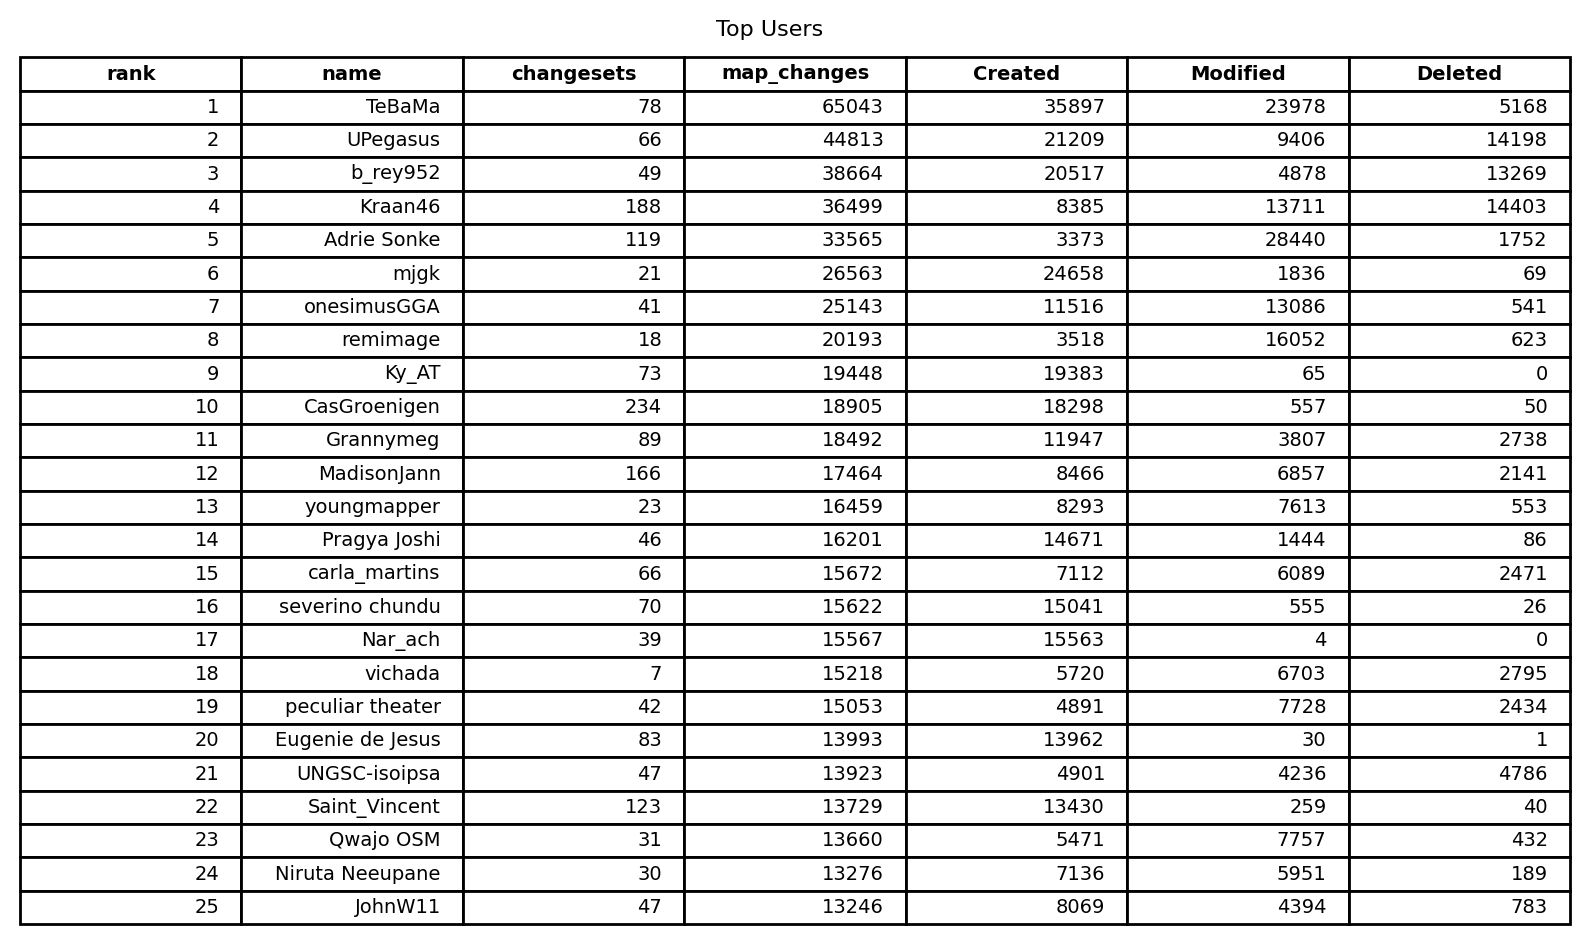 Top Users
rank name changesets map_changes Created Modified Deleted
1 TeBaMa 78 65043 35897 23978 5168
2 UPegasus 66 44813 21209 9406 14198
3 b_rey952 49 38664 20517 4878 13269
4 Kraan46 188 36499 8385 13711 14403
5 Adrie Sonke 119 33565 3373 28440 1752
6 mjgk 21 26563 24658 1836 69
7 onesimusGGA 41 25143 11516 13086 541
8 remimage 18 20193 3518 16052 623
9 Ky_AT 73 19448 19383 65 0
10 CasGroenigen 234 18905 18298 557 50
11 Grannymeg 89 18492 11947 3807 2738
12 MadisonJann 166 17464 8466 6857 2141
13 youngmapper 23 16459 8293 7613 553
14 Pragya Joshi 46 16201 14671 1444 86
15 carla_martins 66 15672 7112 6089 2471
16 severino chundu 70 15622 15041 555 26
17 Nar_ach 39 15567 15563 4 0
18 vichada 7 15218 5720 6703 2795
19 peculiar theater 42 15053 4891 7728 2434
20 Eugenie de Jesus 83 13993 13962 30 1
21 UNGSC-isoipsa 47 13923 4901 4236 4786
22 Saint_Vincent 123 13729 13430 259 40
23 Qwajo OSM 31 13660 5471 7757 432
24 Niruta Neeupane 30 13276 7136 5951 189
25 JohnW11 47 13246 8069 4394 783